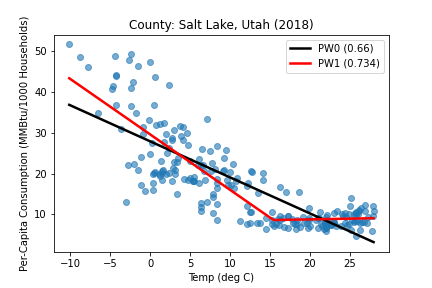 County: Salt Lake, Utah (2018)
Per-Capita Consumption (MMBtu/1000 Households)
50
40
30
20
10
PW0 (0.66)
PW1 (0.734)
−10 −5 0 5 10 15 20 25
Temp (deg C)